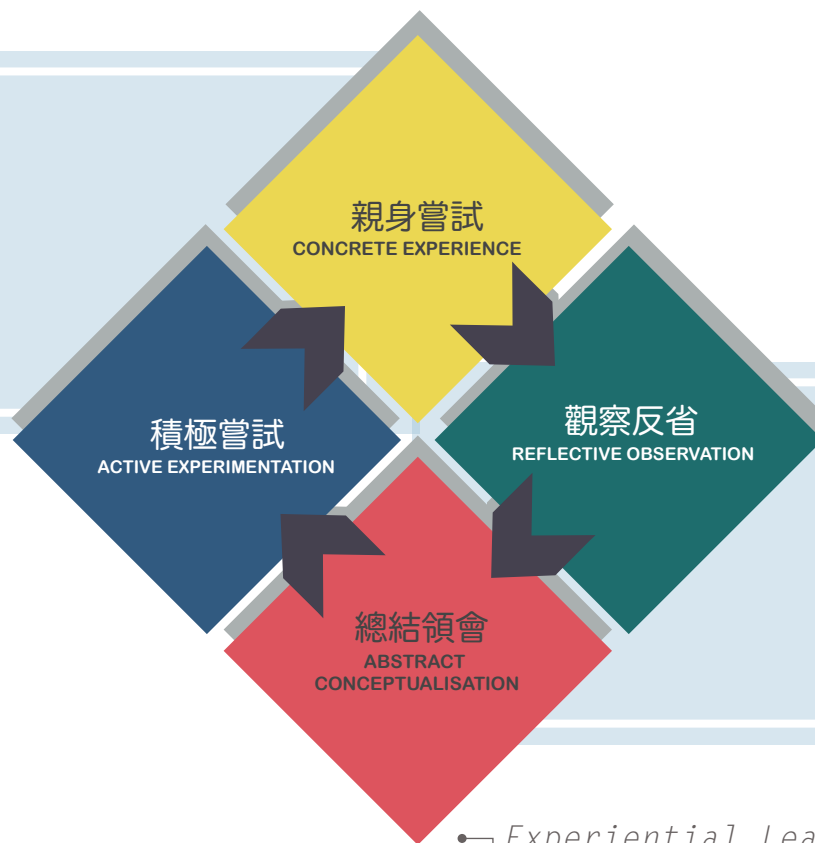 親身嘗試
CONCRETE EXPERIENCE
觀察反省
REFLECTIVE OBSERVATION
積極嘗試
ACTIVE EXPERIMENTATION
總結領會
ABSTRACT
CONCEPTUALISATION
Experiential